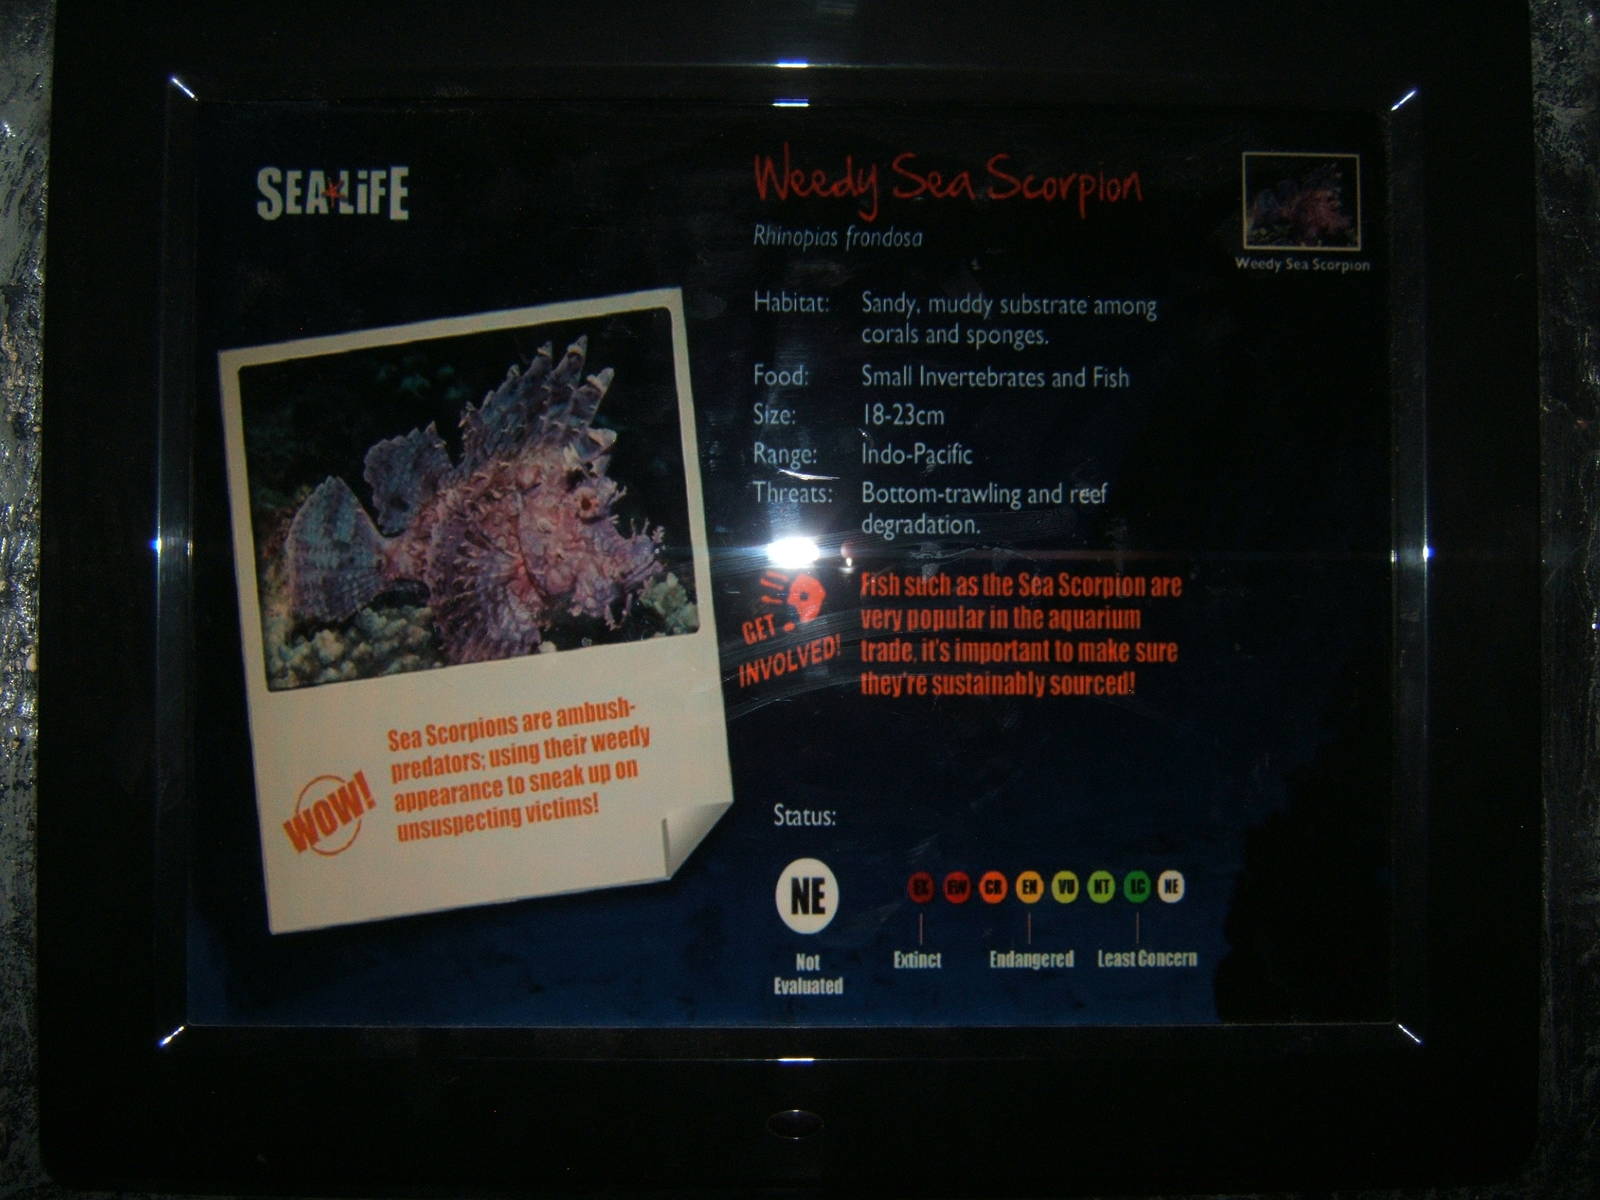 SEA LiFE
Weedy Sea Scorpion
Rhinopias frondosa
Weedy Sea Scorpion
Habitat: Sandy, muddy substrate among
corals and sponges.
Food: Small Invertebrates and Fish
Size: 18-23cm
Range: Indo-Pacific
Threats: Bottom-trawling and reef
degradation.
GET
INVOLVED!
Fish such as the Sea Scorpion are
very popular in the aquarium
trade, it's important to make sure
they're sustainably sourced!
WOW!
Sea Scorpions are ambush-
predators; using their weedy
appearance to sneak up on
unsuspecting victims!
Status:
NE
Not
Evaluated
EX EW CR EN VU NT LC NE
Extinct Endangered Least Concern